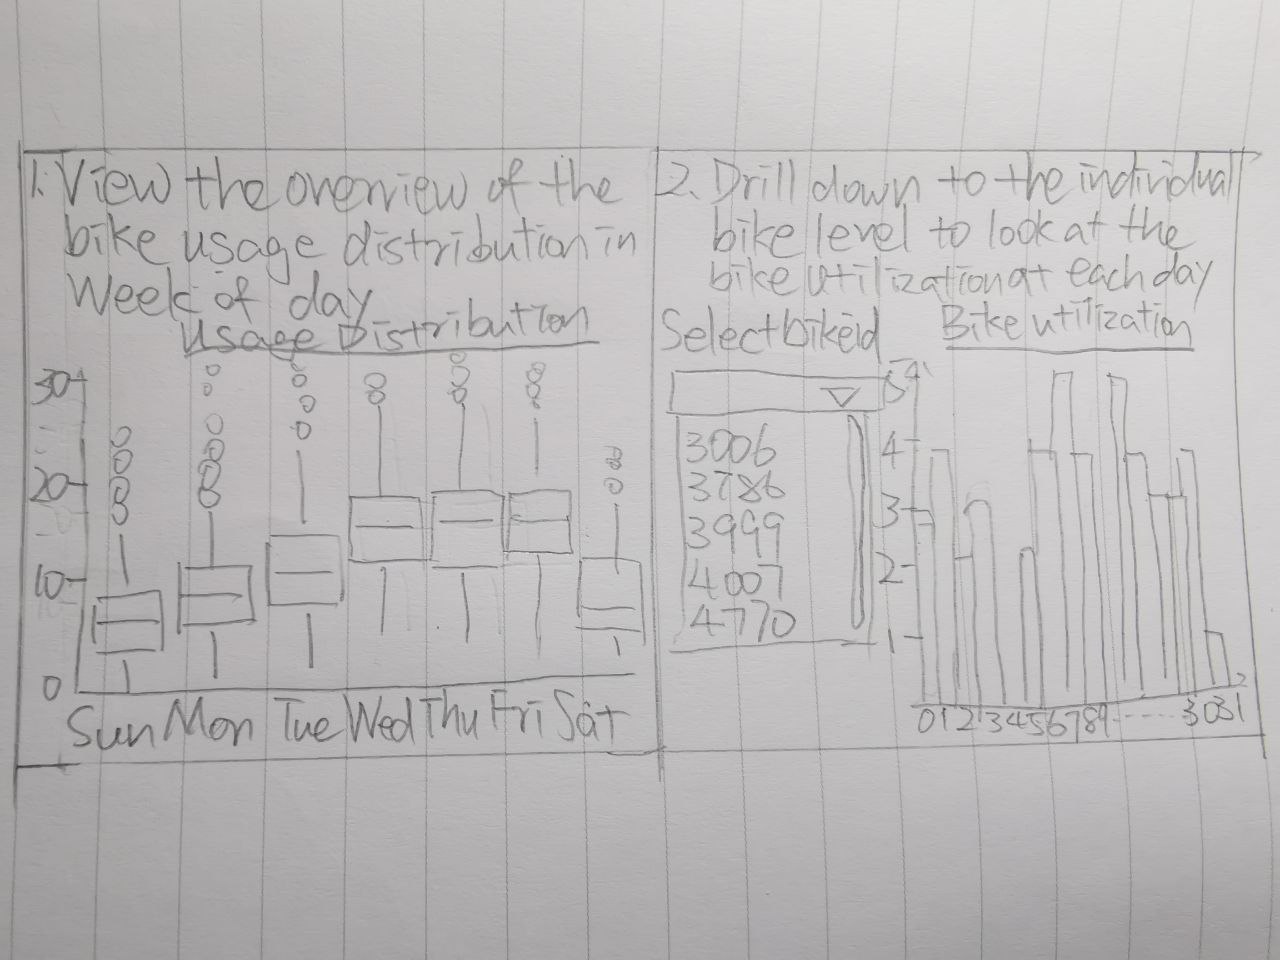 1. View the overview of the
bike usage distribution in
Week of day
Usage Distribution
30
20
10
0
Sun Mon Tue Wed Thu Fri Sat
2. Drill down to the individual
bike level to look at the
bike utilization at each day
Select bikeid
Bike utilization
3006
3786
3999
4007
4770
5
4
3
2
1
0 1 2 3 4 5 6 7 8 9 ...... 30 31